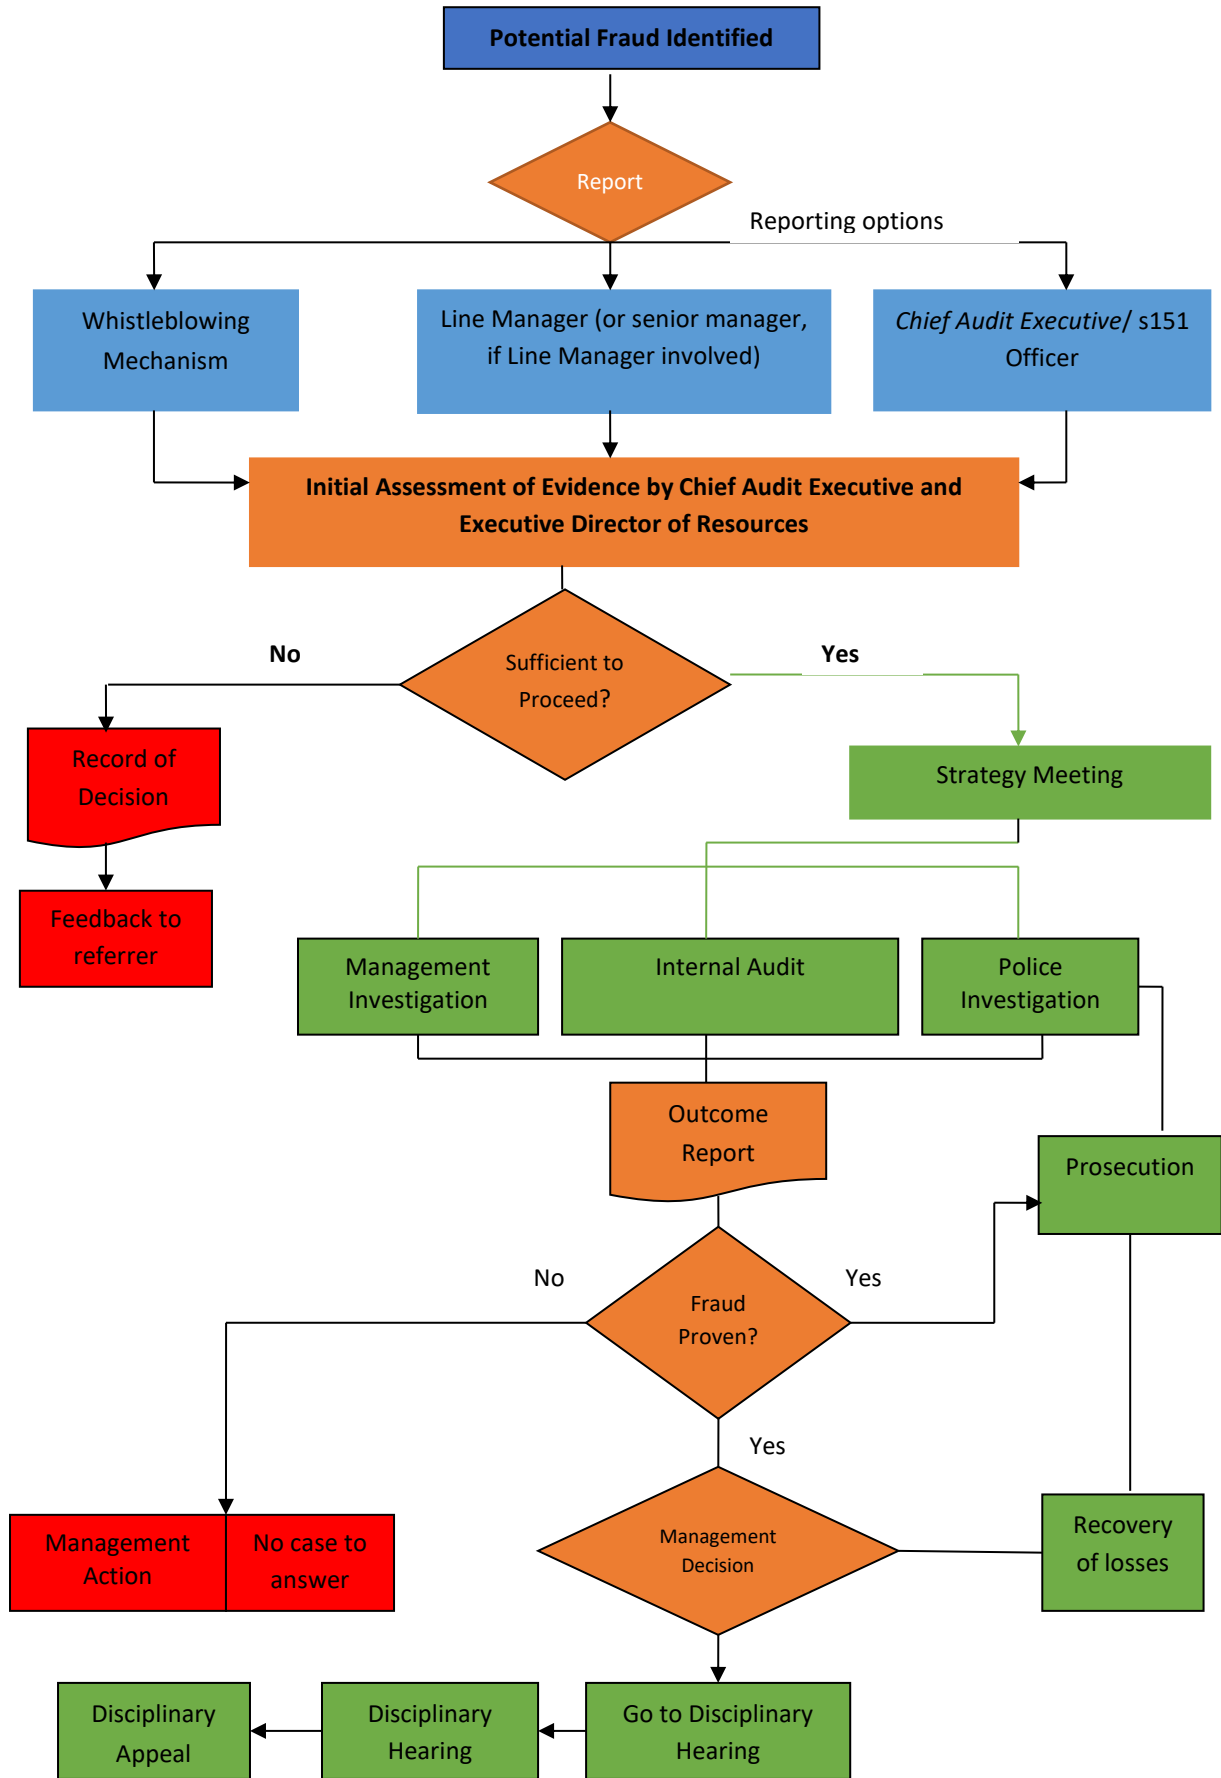 Potential Fraud Identified
Report
Reporting options
Whistleblowing
Mechanism
Line Manager (or senior manager,
if Line Manager involved)
Chief Audit Executive/ s151
Officer
Initial Assessment of Evidence by Chief Audit Executive and
Executive Director of Resources
No
Sufficient to
Proceed?
Yes
Record of
Decision
Strategy Meeting
Feedback to
referrer
Management
Investigation
Internal Audit
Police
Investigation
Outcome
Report
Prosecution
No
Yes
Fraud
Proven?
Yes
Management
Decision
Recovery
of losses
Management
Action
No case to
answer
Disciplinary
Appeal
Disciplinary
Hearing
Go to Disciplinary
Hearing